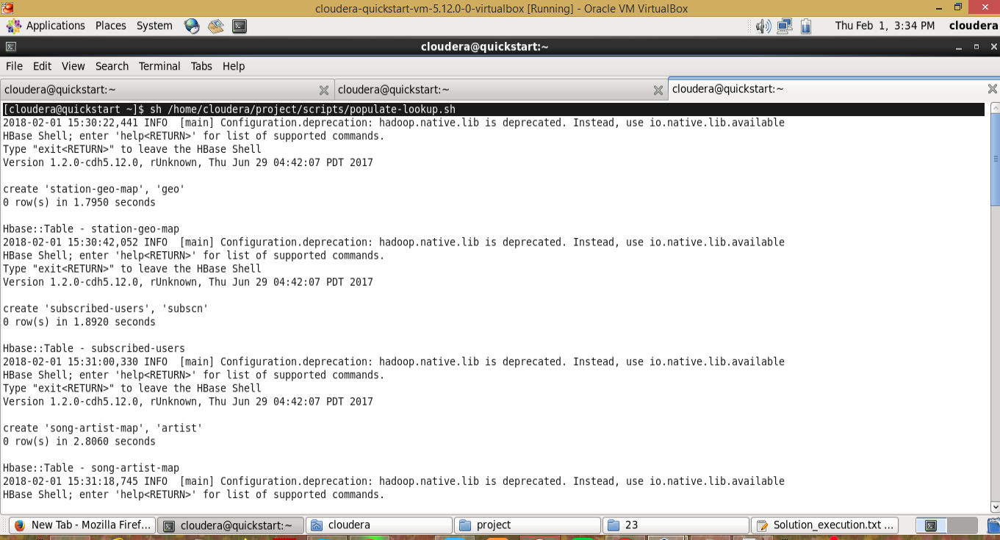 cloudera-quickstart-vm-5.12.0-0-virtualbox [Running] - Oracle VM VirtualBox
Applications Places System Thu Feb 1, 3:34 PM cloudera
cloudera@quickstart:~
File Edit View Search Terminal Tabs Help
cloudera@quickstart:~ cloudera@quickstart:~ cloudera@quickstart:~
[cloudera@quickstart ~]$ sh /home/cloudera/project/scripts/populate-lookup.sh
2018-02-01 15:30:22,441 INFO  [main] Configuration.deprecation: hadoop.native.lib is deprecated. Instead, use io.native.lib.available
HBase Shell; enter 'help<RETURN>' for list of supported commands.
Type "exit<RETURN>" to leave the HBase Shell
Version 1.2.0-cdh5.12.0, rUnknown, Thu Jun 29 04:42:07 PDT 2017
create 'station-geo-map', 'geo'
0 row(s) in 1.7950 seconds
Hbase::Table - station-geo-map
2018-02-01 15:30:42,052 INFO  [main] Configuration.deprecation: hadoop.native.lib is deprecated. Instead, use io.native.lib.available
HBase Shell; enter 'help<RETURN>' for list of supported commands.
Type "exit<RETURN>" to leave the HBase Shell
Version 1.2.0-cdh5.12.0, rUnknown, Thu Jun 29 04:42:07 PDT 2017
create 'subscribed-users', 'subscn'
0 row(s) in 1.8920 seconds
Hbase::Table - subscribed-users
2018-02-01 15:31:00,330 INFO  [main] Configuration.deprecation: hadoop.native.lib is deprecated. Instead, use io.native.lib.available
HBase Shell; enter 'help<RETURN>' for list of supported commands.
Type "exit<RETURN>" to leave the HBase Shell
Version 1.2.0-cdh5.12.0, rUnknown, Thu Jun 29 04:42:07 PDT 2017
create 'song-artist-map', 'artist'
0 row(s) in 2.8060 seconds
Hbase::Table - song-artist-map
2018-02-01 15:31:18,745 INFO  [main] Configuration.deprecation: hadoop.native.lib is deprecated. Instead, use io.native.lib.available
HBase Shell; enter 'help<RETURN>' for list of supported commands.
New Tab - Mozilla Firef... cloudera@quickstart:~ cloudera project 23 Solution_execution.txt ...